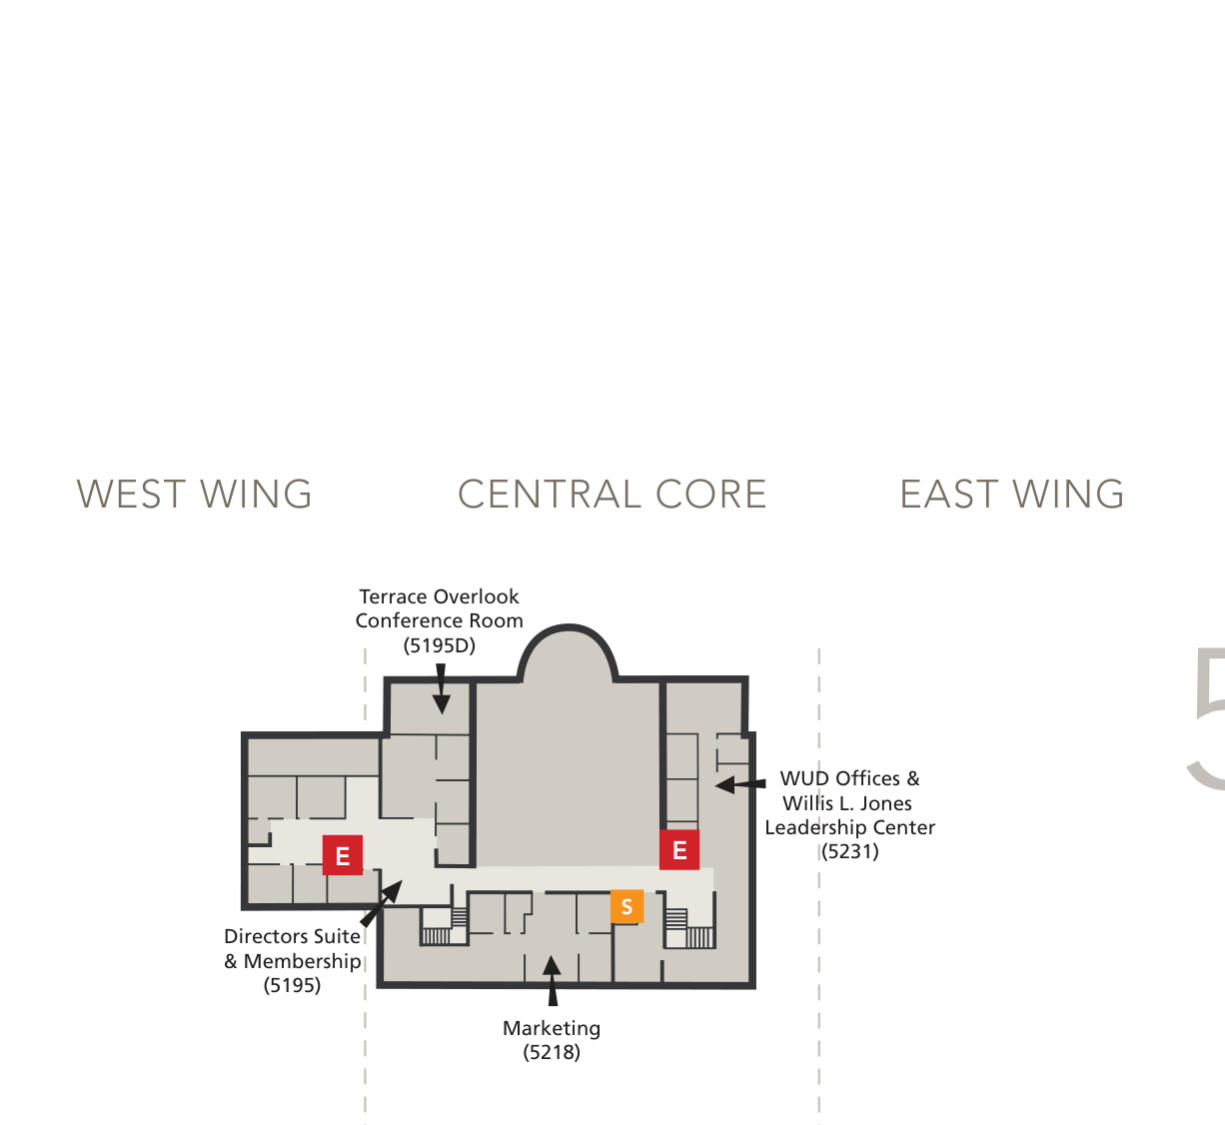 WEST WING
CENTRAL CORE
EAST WING
Terrace Overlook
Conference Room
(5195D)
WUD Offices &
Willis L. Jones
Leadership Center
(5231)
E
E
S
Directors Suite
& Membership
(5195)
Marketing
(5218)
5